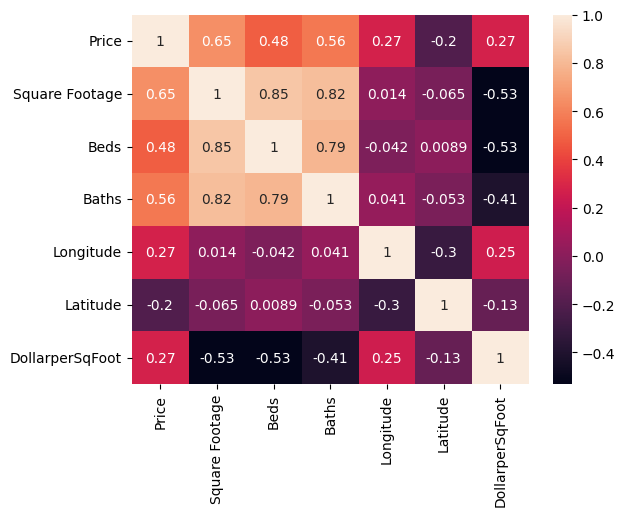 Price 1 0.65 0.48 0.56 0.27 -0.2 0.27
Square Footage 0.65 1 0.85 0.82 0.014 -0.065 -0.53
Beds 0.48 0.85 1 0.79 -0.042 0.0089 -0.53
Baths 0.56 0.82 0.79 1 0.041 -0.053 -0.41
Longitude 0.27 0.014 -0.042 0.041 1 -0.3 0.25
Latitude -0.2 -0.065 0.0089 -0.053 -0.3 1 -0.13
DollarperSqFoot 0.27 -0.53 -0.53 -0.41 0.25 -0.13 1
Price
Square Footage
Beds
Baths
Longitude
Latitude
DollarperSqFoot
1.0
0.8
0.6
0.4
0.2
0.0
−0.2
−0.4